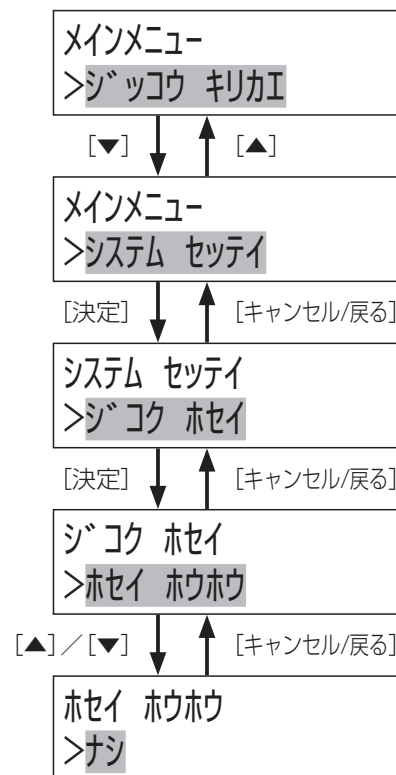 メインメニュー
>ジッコウ キリカエ
[▼] [▲]
メインメニュー
>システム セッテイ
[決定] [キャンセル/戻る]
システム セッテイ
>ジコク ホセイ
[決定] [キャンセル/戻る]
ジコク ホセイ
>ホセイ ホウホウ
[▲]/[▼] [キャンセル/戻る]
ホセイ ホウホウ
>ナシ